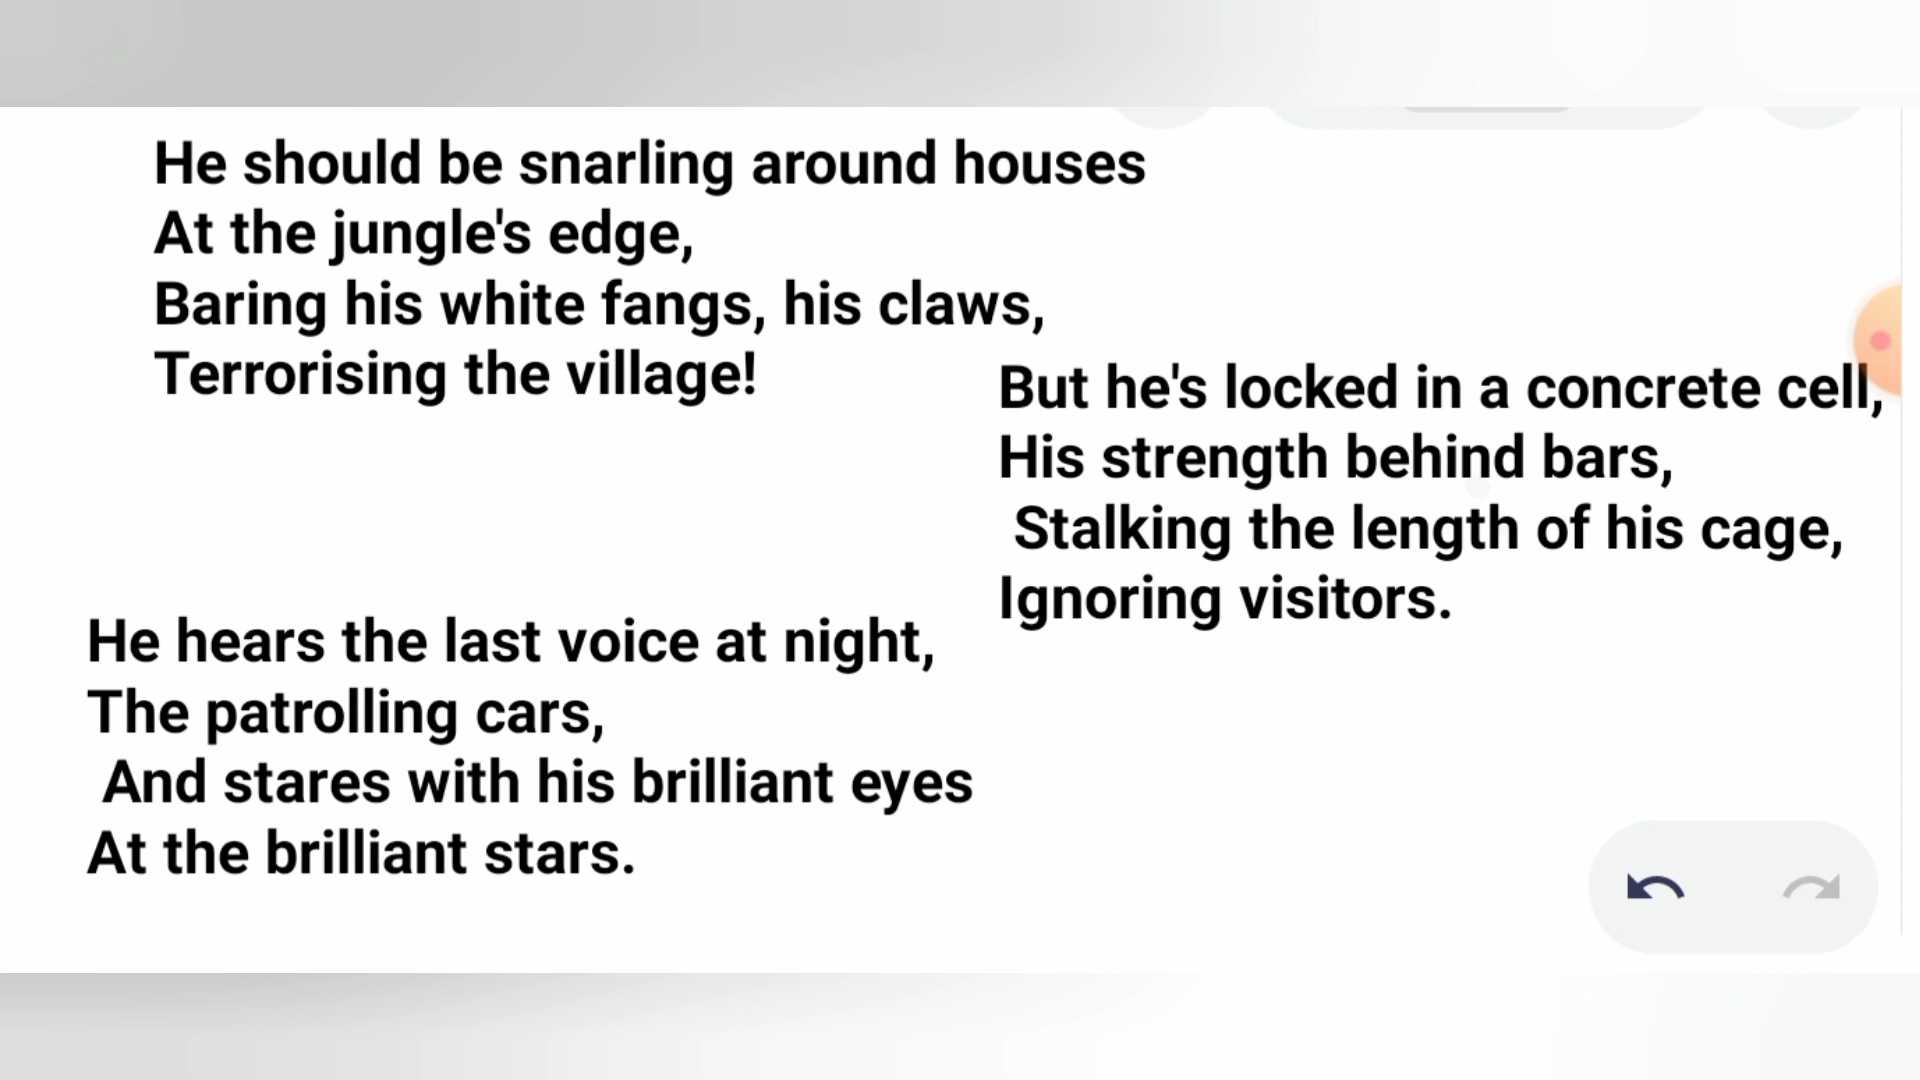 He should be snarling around houses
At the jungle's edge,
Baring his white fangs, his claws,
Terrorising the village!
But he's locked in a concrete cell,
His strength behind bars,
Stalking the length of his cage,
Ignoring visitors.
He hears the last voice at night,
The patrolling cars,
And stares with his brilliant eyes
At the brilliant stars.